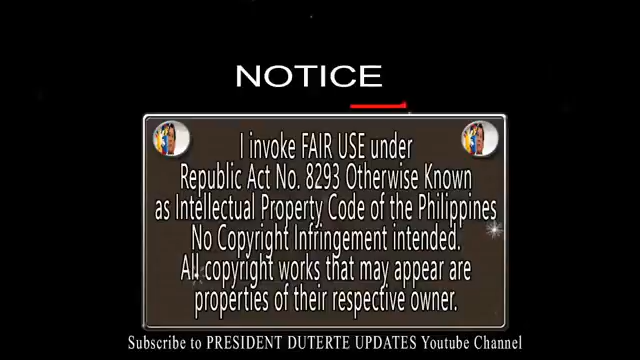 NOTICE
I invoke FAIR USE under
Republic Act No. 8293 Otherwise Known
as Intellectual Property Code of the Philippines
No Copyright Infringement intended.
All copyright works that may appear are
properties of their respective owner.
Subscribe to PRESIDENT DUTERTE UPDATES Youtube Channel